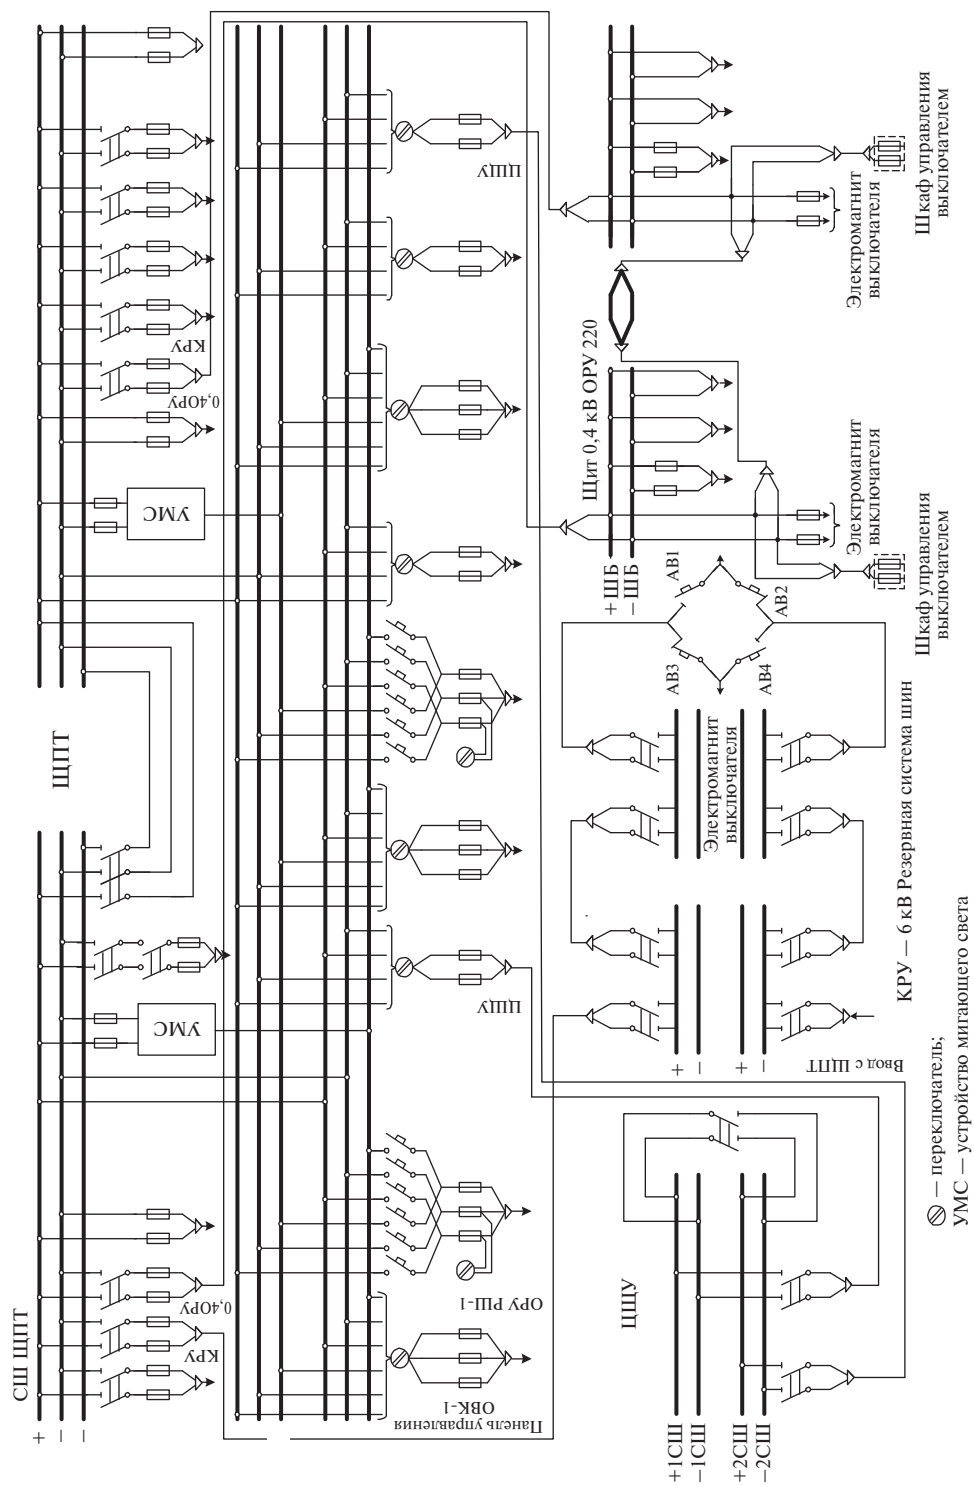 СШ ЩПТ
+
–
–
КРУ
0,4ОРУ
УМС
ЩПТ
УМС
0,4ОРУ
КРУ
Панель управления
ОВК-1
ОРУ РШ-1
ЦЩУ
ЦЩУ
ЦЩУ
+1СШ
–1СШ
+2СШ
–2СШ
Ввод с ЩПТ
+
–
+
–
КРУ — 6 кВ Резервная система шин
Электромагнит
выключателя
АВ3
АВ1
АВ4
АВ2
+ ШБ
– ШБ
Щит 0,4 кВ ОРУ 220
Электромагнит
выключателя
Шкаф управления
выключателем
Электромагнит
выключателя
Шкаф управления
выключателем
— переключатель;
УМС — устройство мигающего света